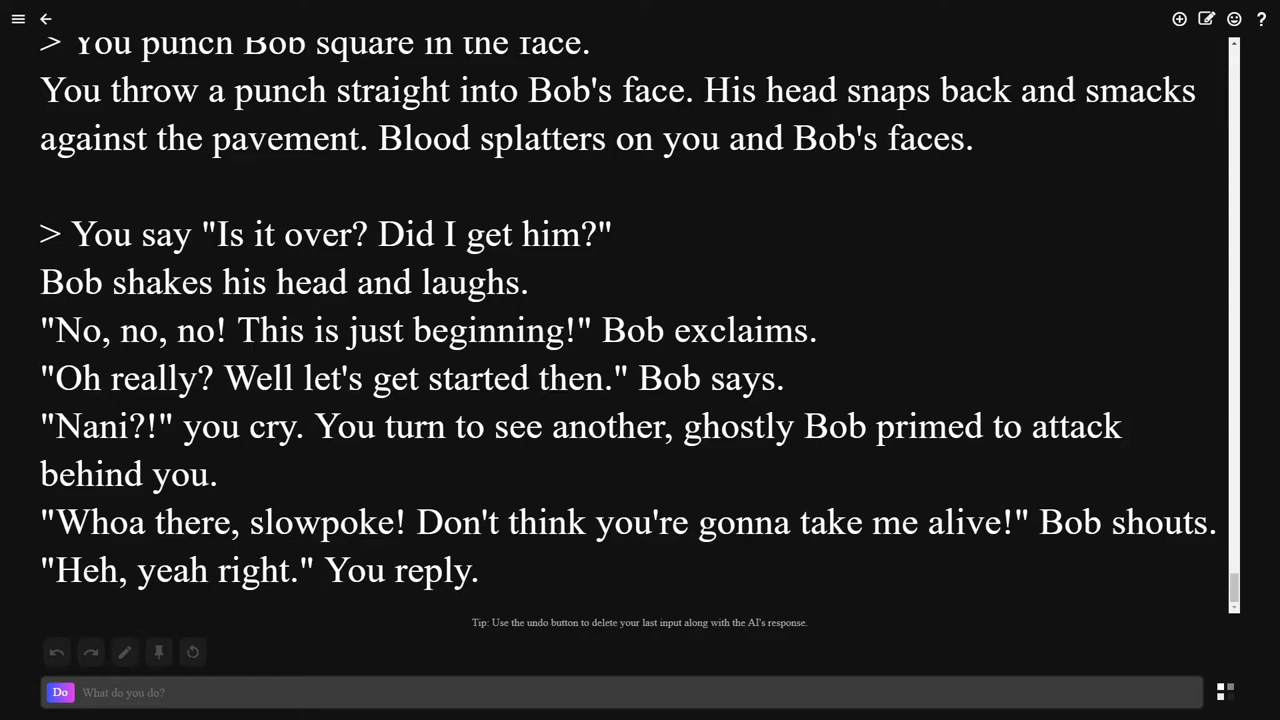 > You punch Bob square in the face.
You throw a punch straight into Bob's face. His head snaps back and smacks
against the pavement. Blood splatters on you and Bob's faces.
> You say "Is it over? Did I get him?"
Bob shakes his head and laughs.
"No, no, no! This is just beginning!" Bob exclaims.
"Oh really? Well let's get started then." Bob says.
"Nani?!" you cry. You turn to see another, ghostly Bob primed to attack
behind you.
"Whoa there, slowpoke! Don't think you're gonna take me alive!" Bob shouts.
"Heh, yeah right." You reply.
Tip: Use the undo button to delete your last input along with the AI's response.
Do What do you do?